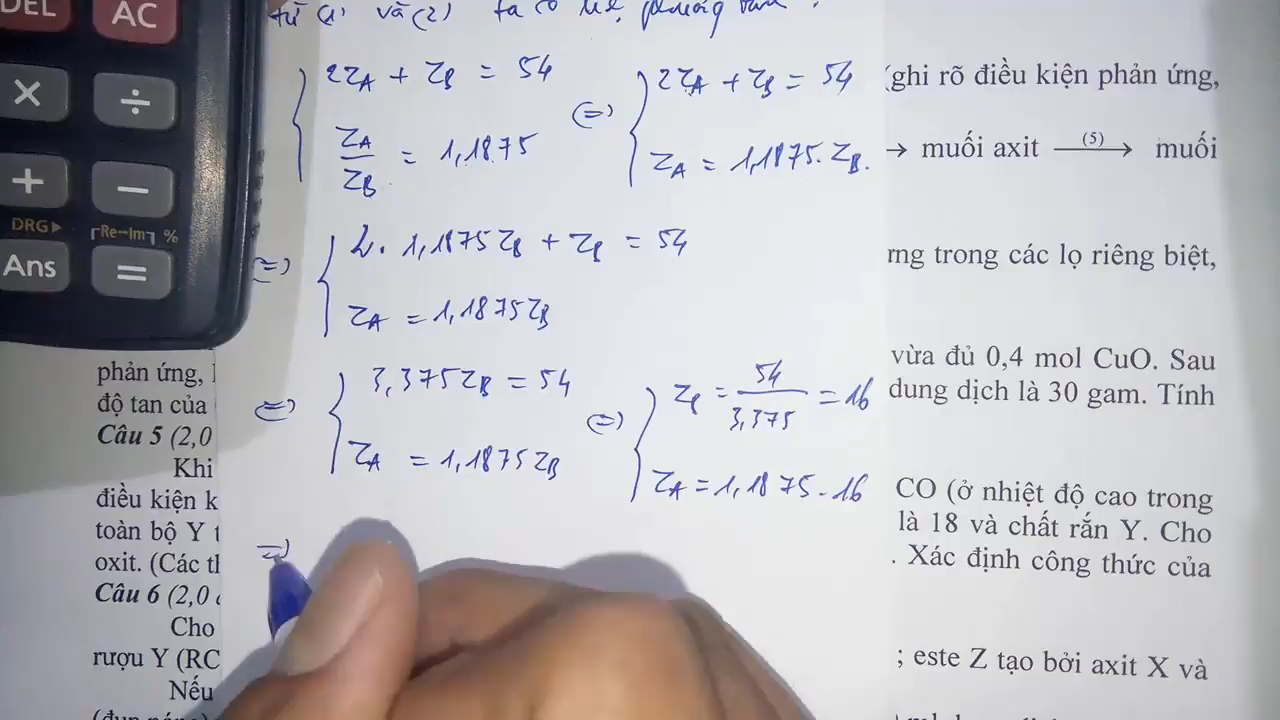 DEL AC
× ÷
+ −
DRG▶ ┌Re↔Im┐ %
Ans =
từ (1) và (2) ta có hệ phương trình :
2Z_A + Z_B = 54 ⇔ 2Z_A + Z_B = 54
Z_A / Z_B = 1,1875 Z_A = 1,1875.Z_B.
⇔ 2. 1,1875Z_B + Z_B = 54
Z_A = 1,1875Z_B
⇔ 3,375Z_B = 54 ⇔ Z_B = 54 / 3,375 = 16
Z_A = 1,1875Z_B Z_A = 1,1875.16
(ghi rõ điều kiện phản ứng,
→ muối axit (5)→ muối
rng trong các lọ riêng biệt,
phản ứng,
vừa đủ 0,4 mol CuO. Sau
độ tan của
dung dịch là 30 gam. Tính
Câu 5 (2,0
Khi
điều kiện k
CO (ở nhiệt độ cao trong
toàn bộ Y t
là 18 và chất rắn Y. Cho
oxit. (Các th
. Xác định công thức của
Câu 6 (2,0
Cho
rượu Y (RC
; este Z tạo bởi axit X và
Nếu